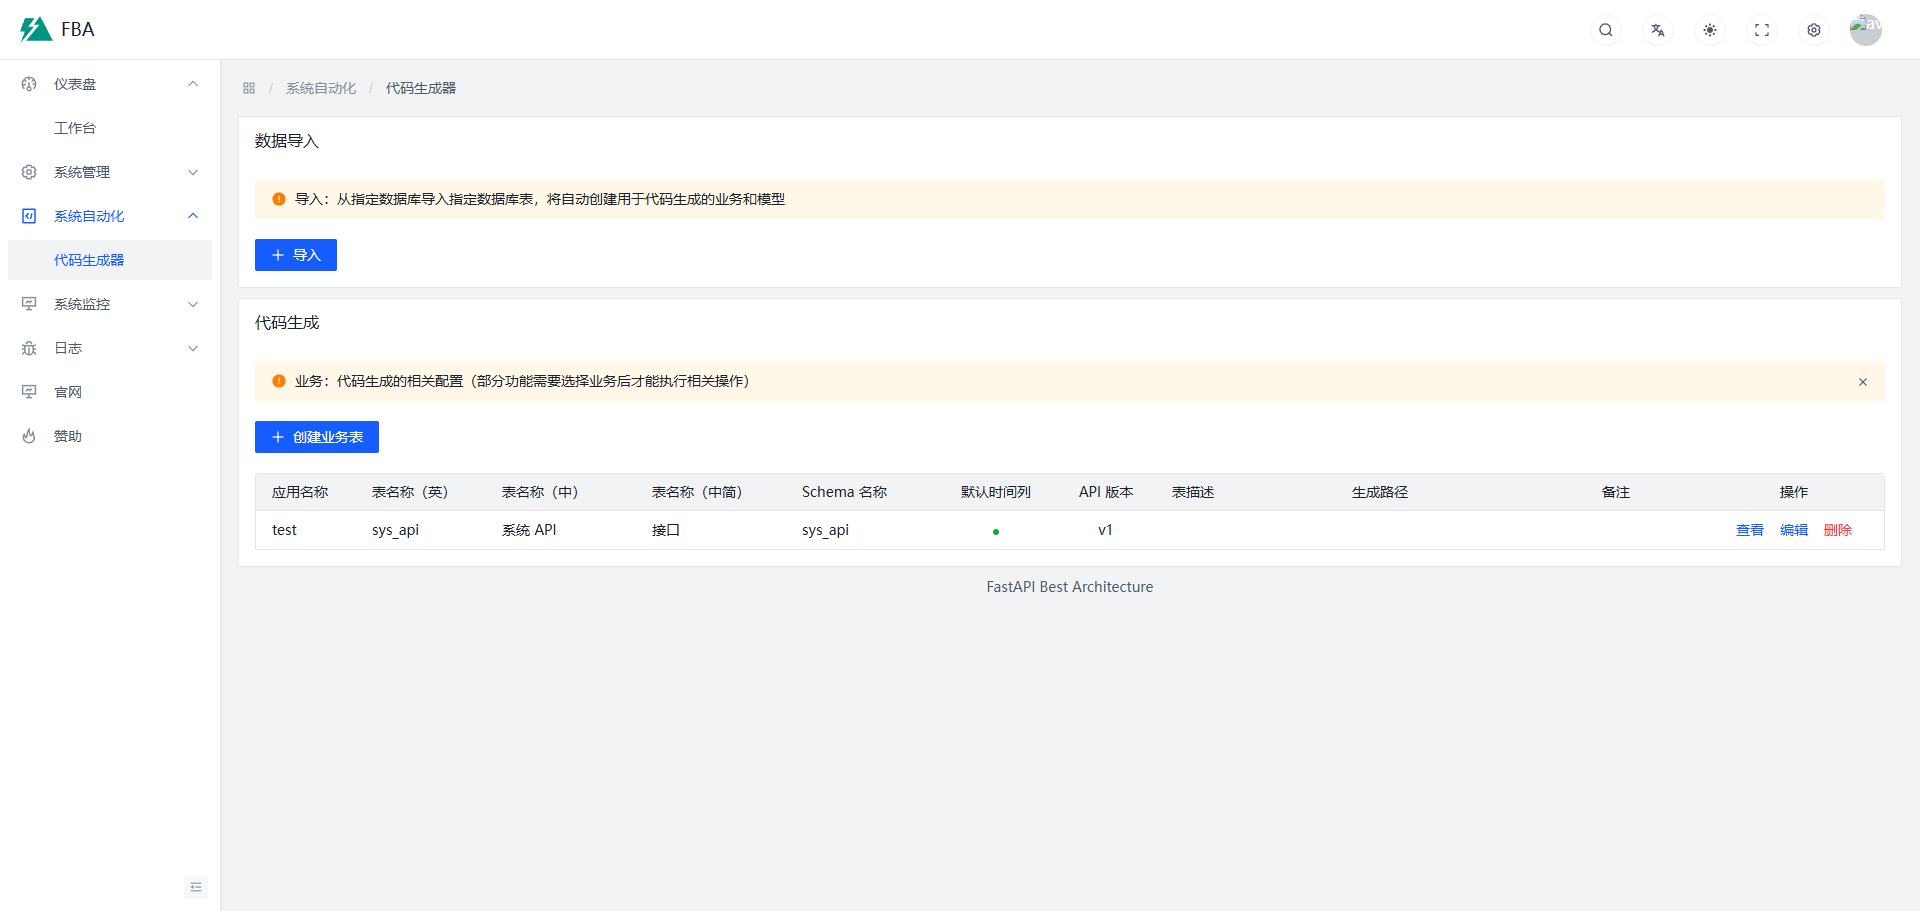 FBA
av
仪表盘
工作台
系统管理
系统自动化
代码生成器
系统监控
日志
官网
赞助
/ 系统自动化 / 代码生成器
数据导入
导入：从指定数据库导入指定数据库表，将自动创建用于代码生成的业务和模型
导入
代码生成
业务：代码生成的相关配置（部分功能需要选择业务后才能执行相关操作）
创建业务表
应用名称 表名称（英） 表名称（中） 表名称（中简） Schema 名称 默认时间列 API 版本 表描述 生成路径 备注 操作
test sys_api 系统 API 接口 sys_api v1 查看 编辑 删除
FastAPI Best Architecture